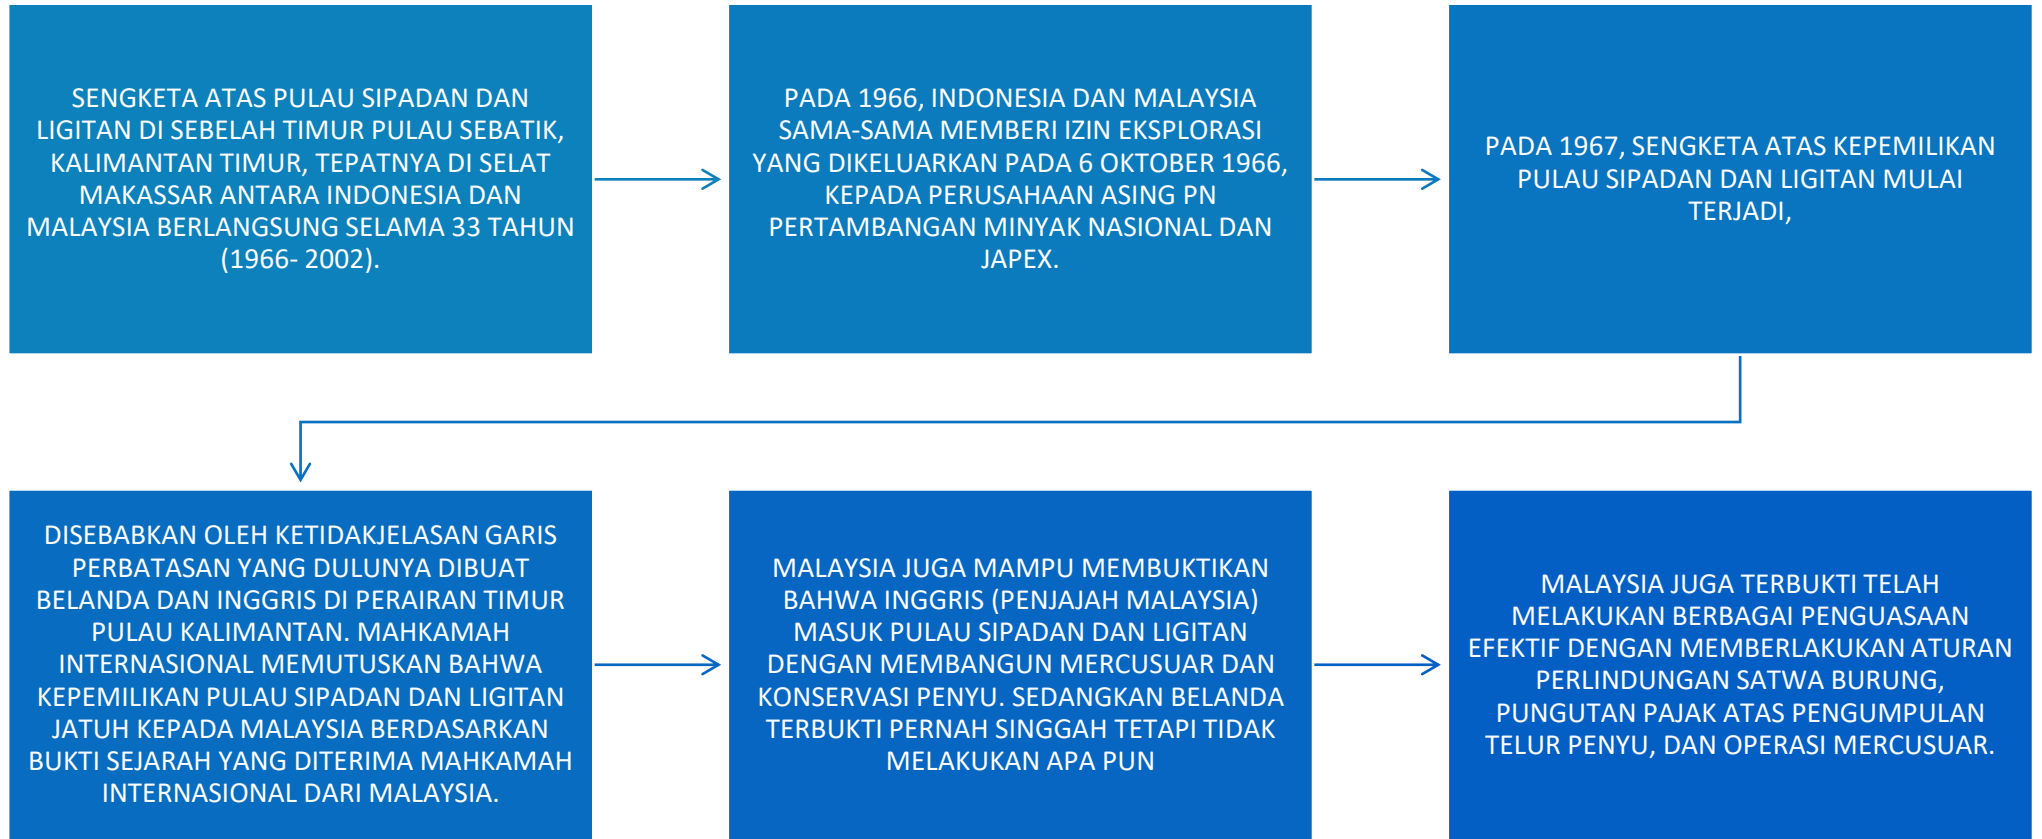 SENGKETA ATAS PULAU SIPADAN DAN
LIGITAN DI SEBELAH TIMUR PULAU SEBATIK,
KALIMANTAN TIMUR, TEPATNYA DI SELAT
MAKASSAR ANTARA INDONESIA DAN
MALAYSIA BERLANGSUNG SELAMA 33 TAHUN
(1966- 2002).
PADA 1966, INDONESIA DAN MALAYSIA
SAMA-SAMA MEMBERI IZIN EKSPLORASI
YANG DIKELUARKAN PADA 6 OKTOBER 1966,
KEPADA PERUSAHAAN ASING PN
PERTAMBANGAN MINYAK NASIONAL DAN
JAPEX.
PADA 1967, SENGKETA ATAS KEPEMILIKAN
PULAU SIPADAN DAN LIGITAN MULAI
TERJADI,
DISEBABKAN OLEH KETIDAKJELASAN GARIS
PERBATASAN YANG DULUNYA DIBUAT
BELANDA DAN INGGRIS DI PERAIRAN TIMUR
PULAU KALIMANTAN. MAHKAMAH
INTERNASIONAL MEMUTUSKAN BAHWA
KEPEMILIKAN PULAU SIPADAN DAN LIGITAN
JATUH KEPADA MALAYSIA BERDASARKAN
BUKTI SEJARAH YANG DITERIMA MAHKAMAH
INTERNASIONAL DARI MALAYSIA.
MALAYSIA JUGA MAMPU MEMBUKTIKAN
BAHWA INGGRIS (PENJAJAH MALAYSIA)
MASUK PULAU SIPADAN DAN LIGITAN
DENGAN MEMBANGUN MERCUSUAR DAN
KONSERVASI PENYU. SEDANGKAN BELANDA
TERBUKTI PERNAH SINGGAH TETAPI TIDAK
MELAKUKAN APA PUN
MALAYSIA JUGA TERBUKTI TELAH
MELAKUKAN BERBAGAI PENGUASAAN
EFEKTIF DENGAN MEMBERLAKUKAN ATURAN
PERLINDUNGAN SATWA BURUNG,
PUNGUTAN PAJAK ATAS PENGUMPULAN
TELUR PENYU, DAN OPERASI MERCUSUAR.